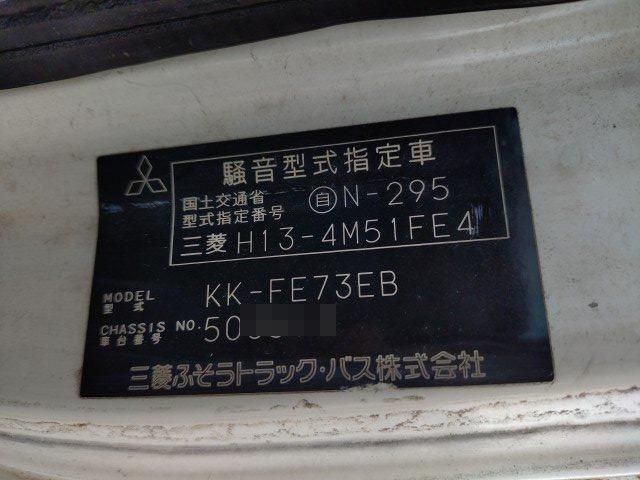 騒音型式指定車
国土交通省
型式指定番号 自N-295
三菱 H13-4M51FE4
MODEL KK-FE73EB
型式
CHASSIS NO. 50
車台番号
三菱ふそうトラック・バス株式会社